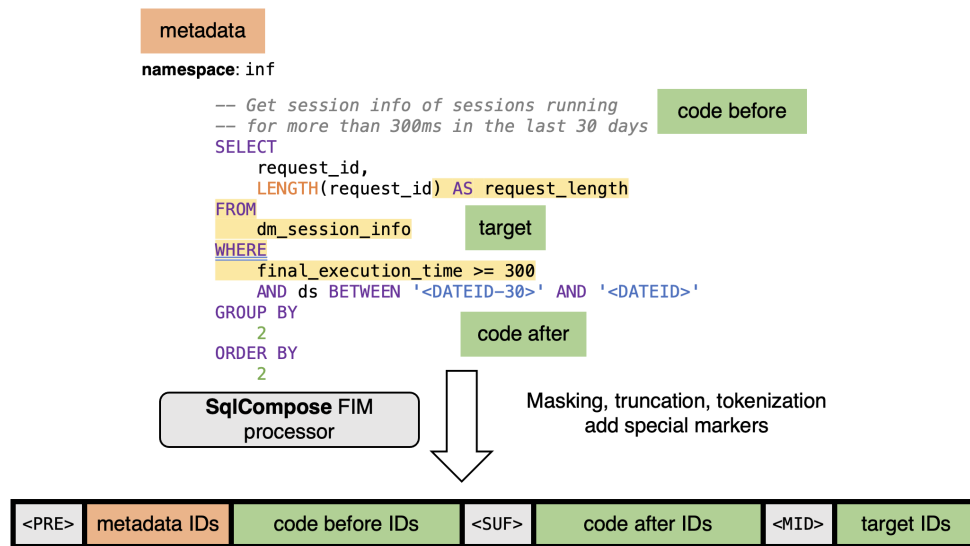 metadata
namespace: inf
-- Get session info of sessions running
-- for more than 300ms in the last 30 days
code before
SELECT
request_id,
LENGTH(request_id) AS request_length
FROM
dm_session_info
target
WHERE
final_execution_time >= 300
AND ds BETWEEN '<DATEID-30>' AND '<DATEID>'
GROUP BY
2
code after
ORDER BY
2
SqlCompose FIM
processor
Masking, truncation, tokenization
add special markers
<PRE> metadata IDs code before IDs <SUF> code after IDs <MID> target IDs